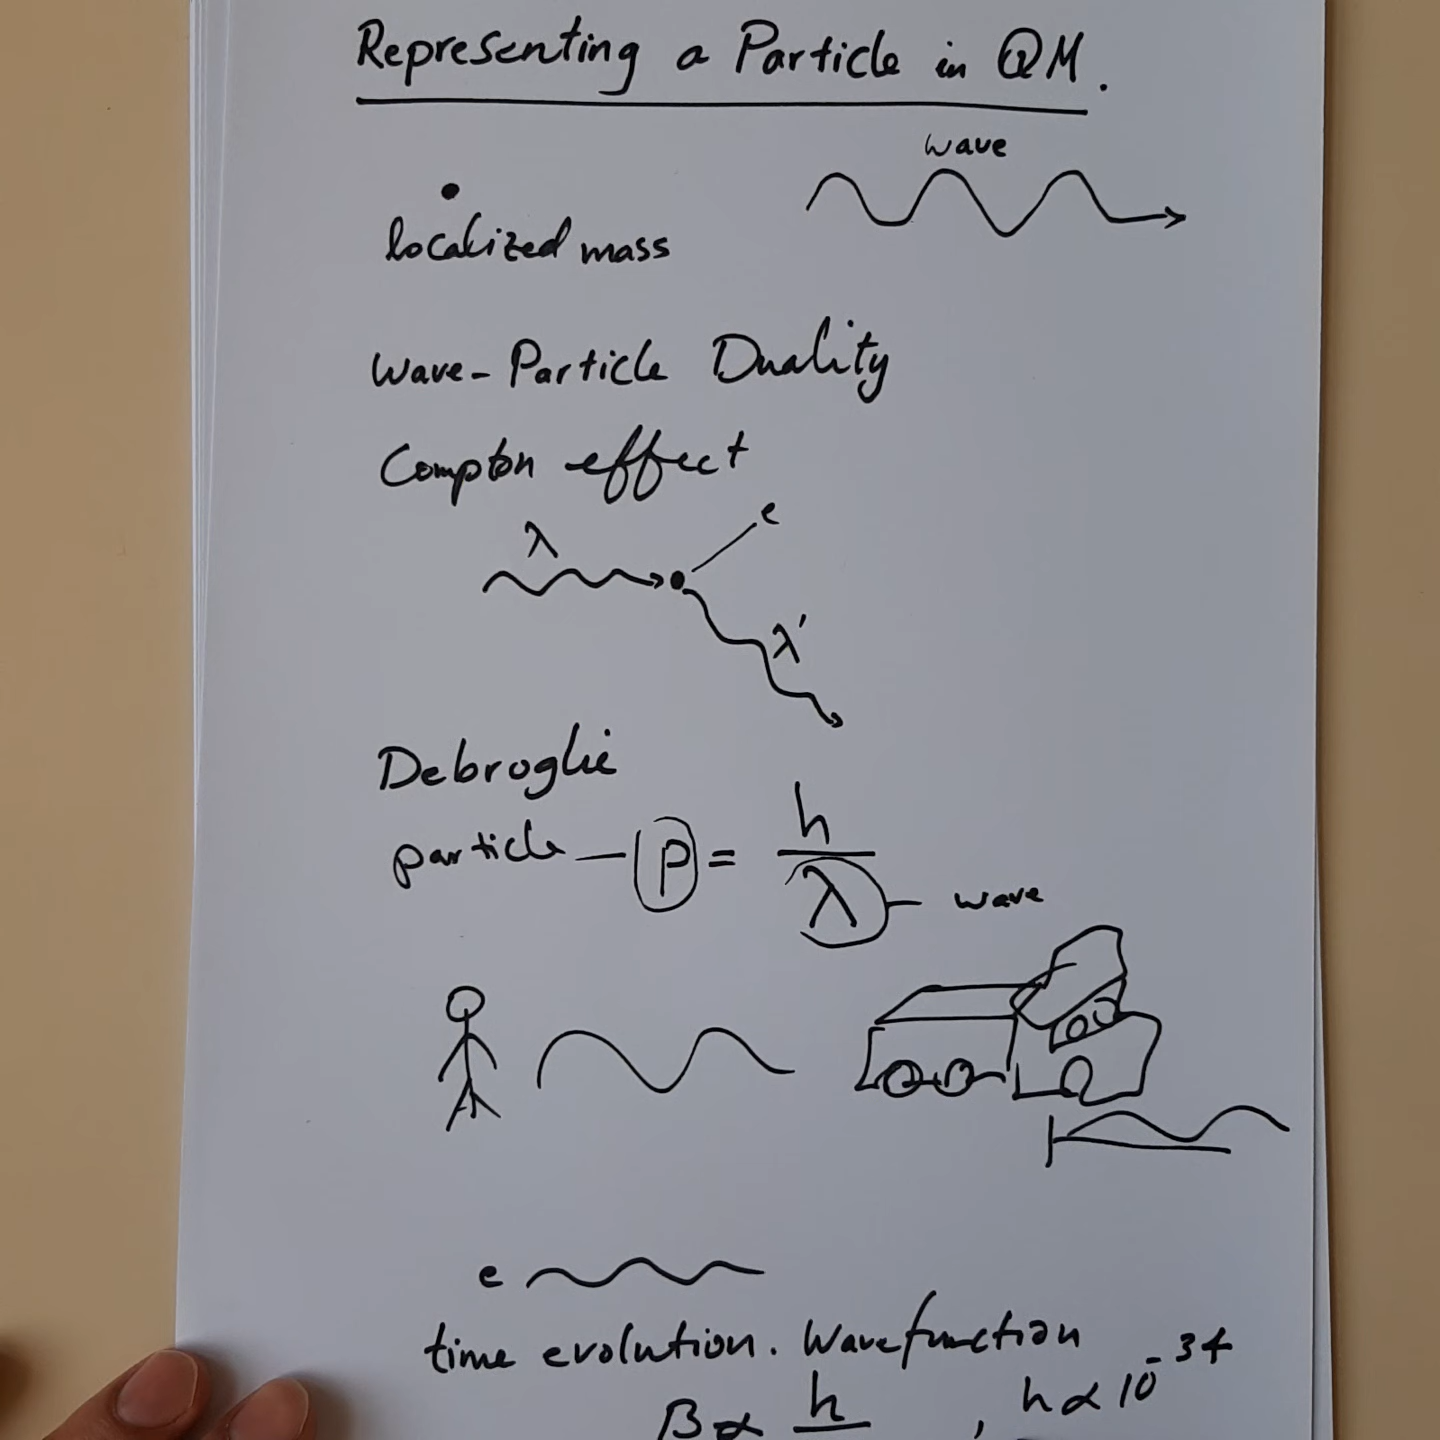 Representing a Particle in QM.
wave
localized mass
Wave-Particle Duality
Compton effect
λ
e
λ'
Debroglie
particle — p = h / λ — wave
e
time evolution. Wavefunction
β ∝ h , h ∝ 10^-34